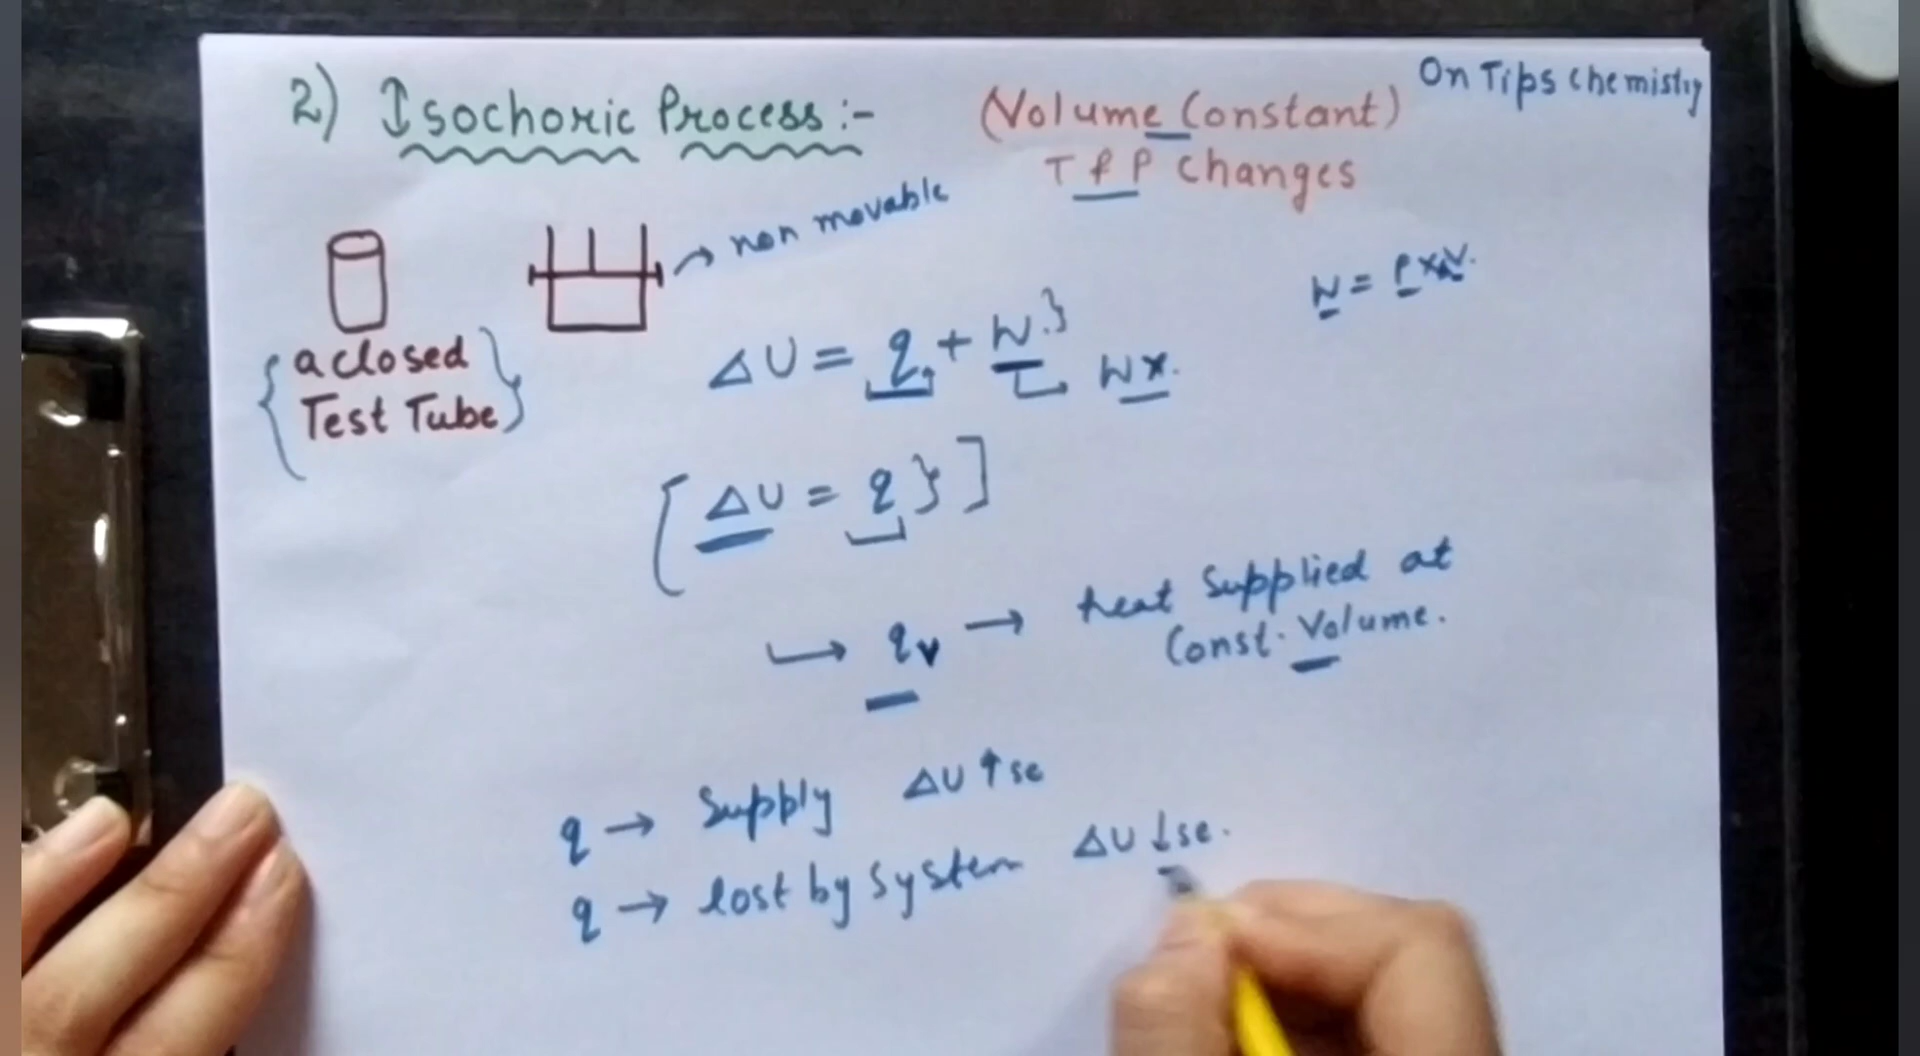 On Tips chemistry
2) Isochoric Process :- (Volume Constant)
T & P Changes
→ non movable
a closed
Test Tube
W = P×V.
ΔU = q + W }
W ×.
[ ΔU = q } ]
→ qv → heat supplied at
Const. Volume.
q → Supply ΔU ↑se
q → lost by system ΔU ↓se.